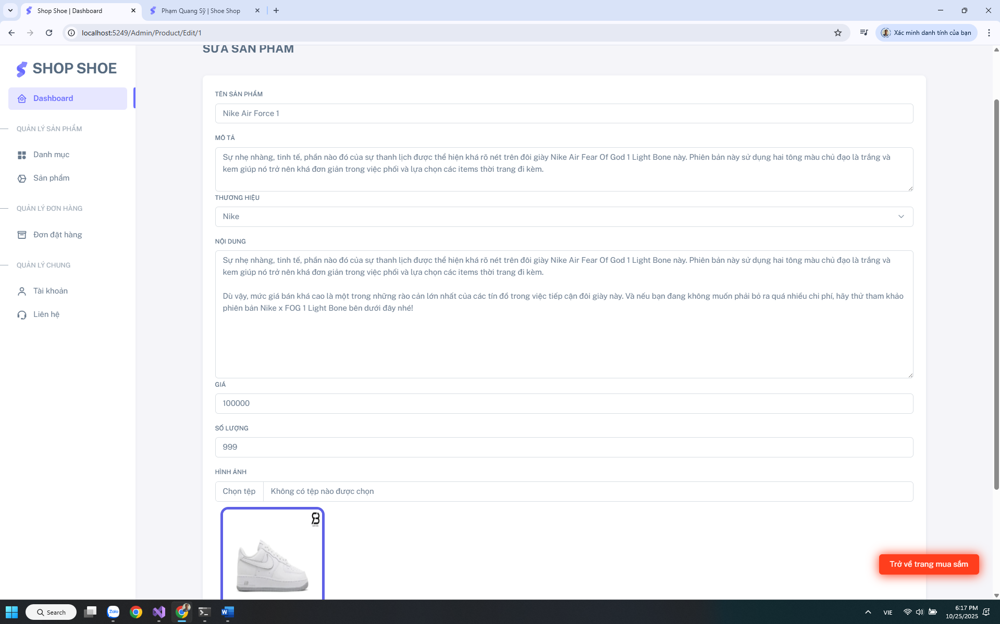 Shop Shoe | Dashboard
Phạm Quang Sỹ | Shoe Shop
localhost:5249/Admin/Product/Edit/1
Xác minh danh tính của bạn
SỬA SẢN PHẨM
SHOP SHOE
Dashboard
QUẢN LÝ SẢN PHẨM
Danh mục
Sản phẩm
QUẢN LÝ ĐƠN HÀNG
Đơn đặt hàng
QUẢN LÝ CHUNG
Tài khoản
Liên hệ
TÊN SẢN PHẨM
Nike Air Force 1
MÔ TẢ
Sự nhẹ nhàng, tinh tế, phần nào đó của sự thanh lịch được thể hiện khá rõ nét trên đôi giày Nike Air Fear Of God 1 Light Bone này. Phiên bản này sử dụng hai tông màu chủ đạo là trắng và
kem giúp nó trở nên khá đơn giản trong việc phối và lựa chọn các items thời trang đi kèm.
THƯƠNG HIỆU
Nike
NỘI DUNG
Sự nhẹ nhàng, tinh tế, phần nào đó của sự thanh lịch được thể hiện khá rõ nét trên đôi giày Nike Air Fear Of God 1 Light Bone này. Phiên bản này sử dụng hai tông màu chủ đạo là trắng và
kem giúp nó trở nên khá đơn giản trong việc phối và lựa chọn các items thời trang đi kèm.
Dù vậy, mức giá bán khá cao là một trong những rào cản lớn nhất của các tín đồ trong việc tiếp cận đôi giày này. Và nếu bạn đang không muốn phải bỏ ra quá nhiều chi phí, hãy thử tham khảo
phiên bản Nike x FOG 1 Light Bone bên dưới đây nhé!
GIÁ
100000
SỐ LƯỢNG
999
HÌNH ẢNH
Chọn tệp
Không có tệp nào được chọn
Trở về trang mua sắm
Search
Zalo
VIE
6:17 PM
10/25/2025